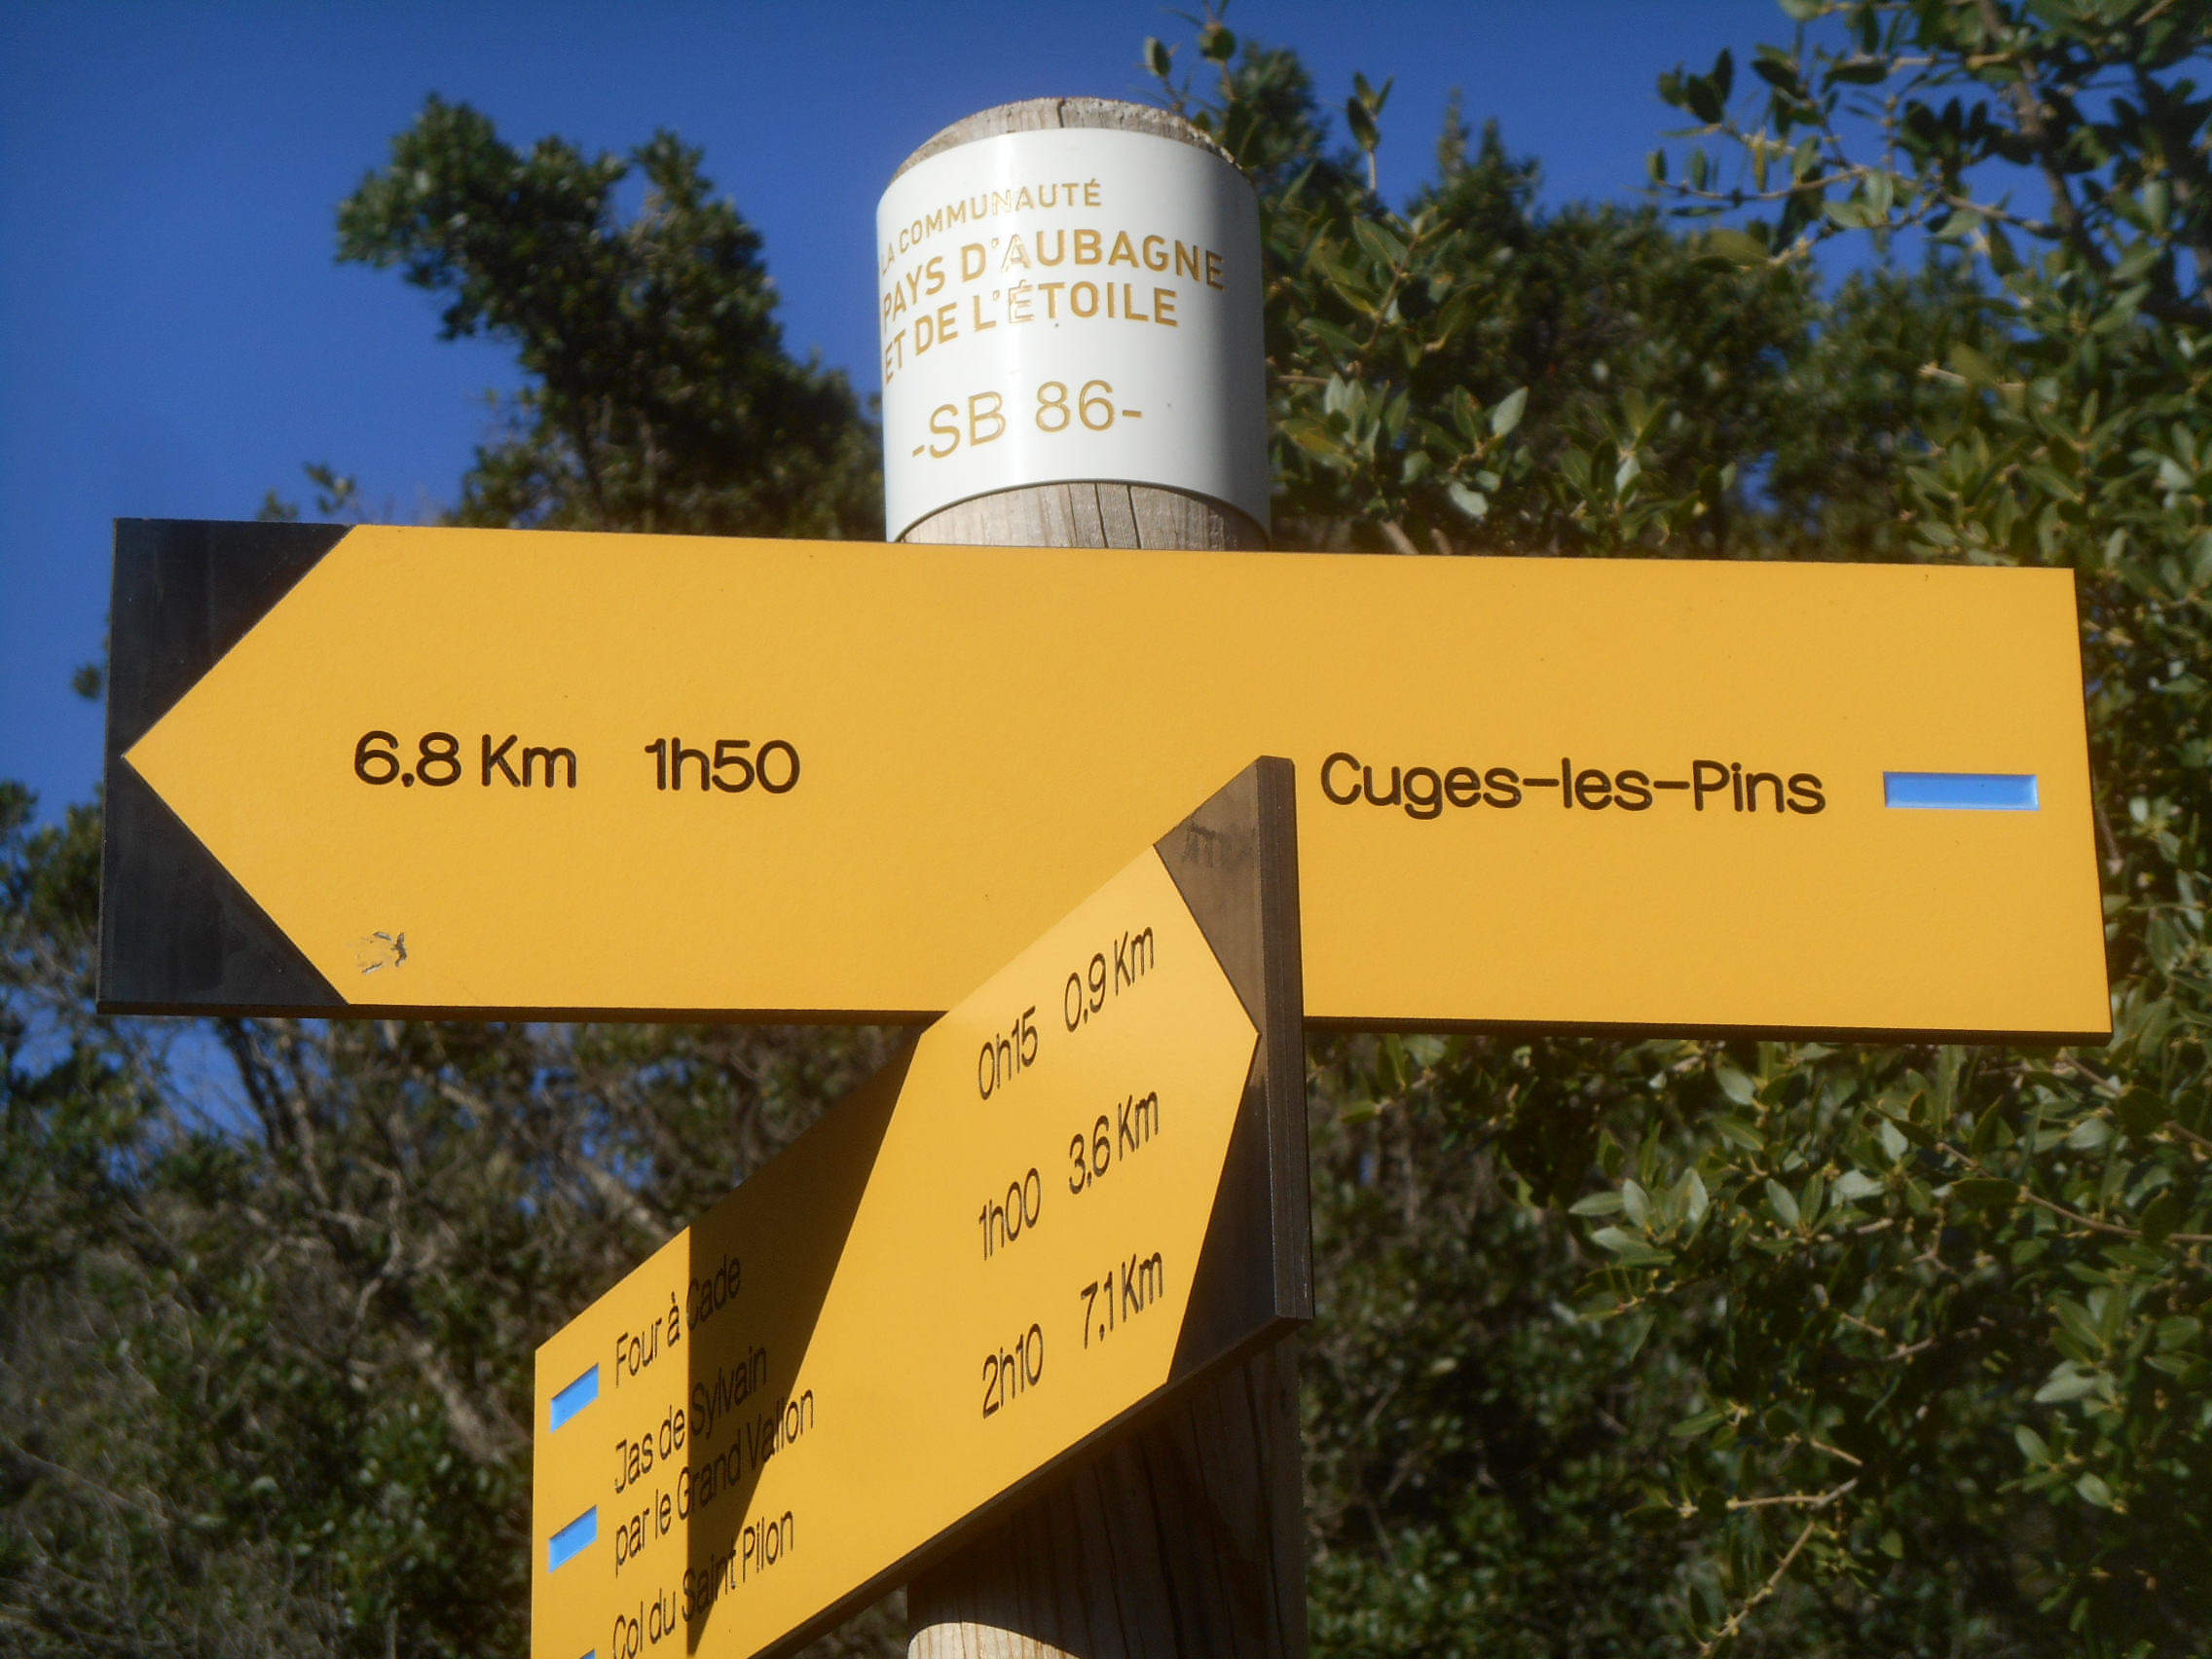 LA COMMUNAUTÉ
PAYS D'AUBAGNE
ET DE L'ÉTOILE
-SB 86-
6.8 Km 1h50 Cuges-les-Pins
Four à Cade 0h15 0.9 Km
Jas de Sylvain
par le Grand Vallon 1h00 3.6 Km
Col du Saint Pilon 2h10 7.1 Km